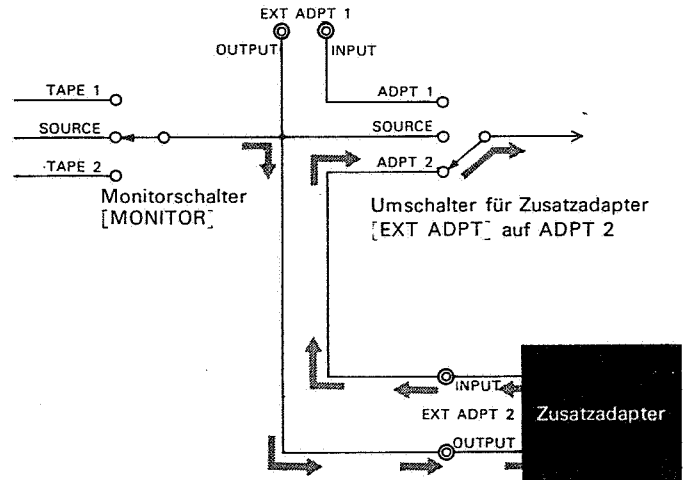 EXT ADPT 1
OUTPUT
INPUT
TAPE 1
ADPT 1
SOURCE
SOURCE
TAPE 2
ADPT 2
Monitorschalter
[MONITOR]
Umschalter für Zusatzadapter
[EXT ADPT] auf ADPT 2
INPUT
EXT ADPT 2
Zusatzadapter
OUTPUT